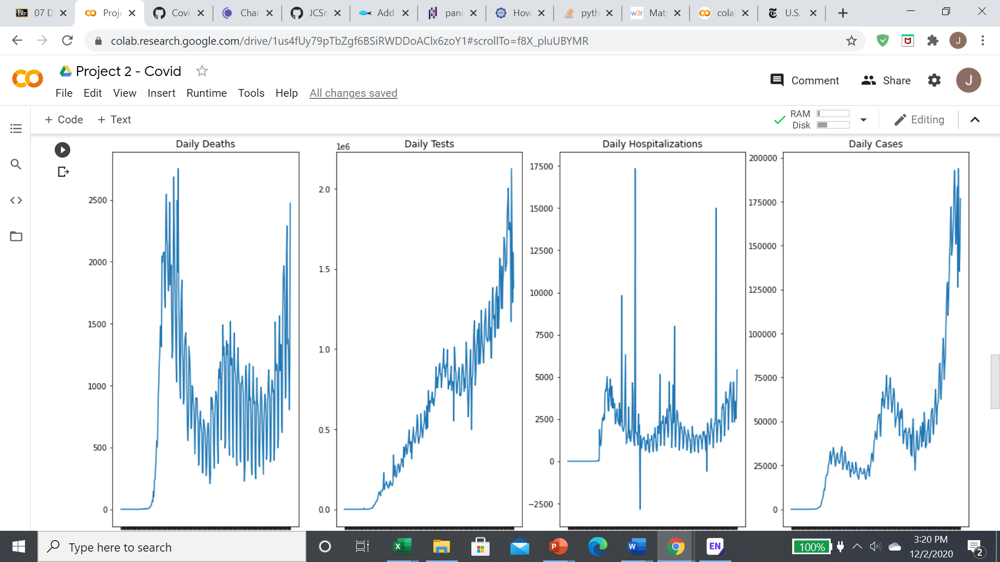 07 D
Proje
Covi
Char
JCSr
Add
panc
How
pyth
w3r Mat
colal
U.S.
colab.research.google.com/drive/1us4fUy79pTbZgf6BSiRWDDoAClx6zoY1#scrollTo=f8X_pluUBYMR
J
Project 2 - Covid
Comment Share J
File Edit View Insert Runtime Tools Help All changes saved
+ Code + Text
RAM
Disk
Editing
Daily Deaths
2500
2000
1500
1000
500
0
1e6
Daily Tests
2.0
1.5
1.0
0.5
0.0
Daily Hospitalizations
17500
15000
12500
10000
7500
5000
2500
0
−2500
Daily Cases
200000
175000
150000
125000
100000
75000
50000
25000
0
Type here to search
EN
100%
3:20 PM
12/2/2020
2